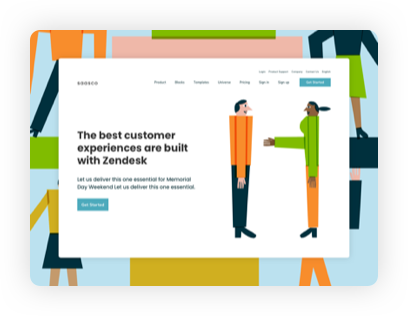 SOOSCO
Login Product Support Company Contact Us English
Product Blocks Templates Universe Pricing Sign in Sign up Get Started
The best customer
experiences are built
with Zendesk
Let us deliver this one essential for Memorial
Day Weekend Let us deliver this one essential.
Get Started